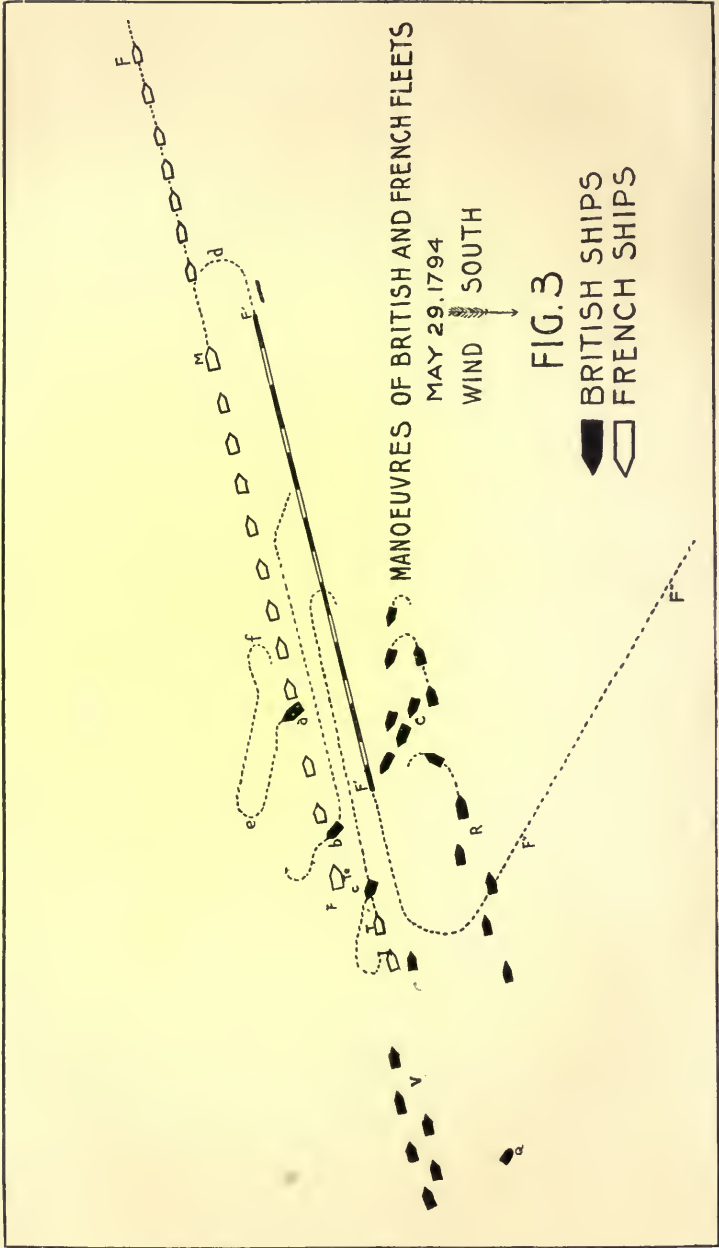 MANOEUVRES OF BRITISH AND FRENCH FLEETS
MAY 29. 1794
WIND SOUTH
FIG. 3
BRITISH SHIPS
FRENCH SHIPS
F
d
M
F'
f
a
e
b
F
c
F'
C
R
F'
F
V
Q